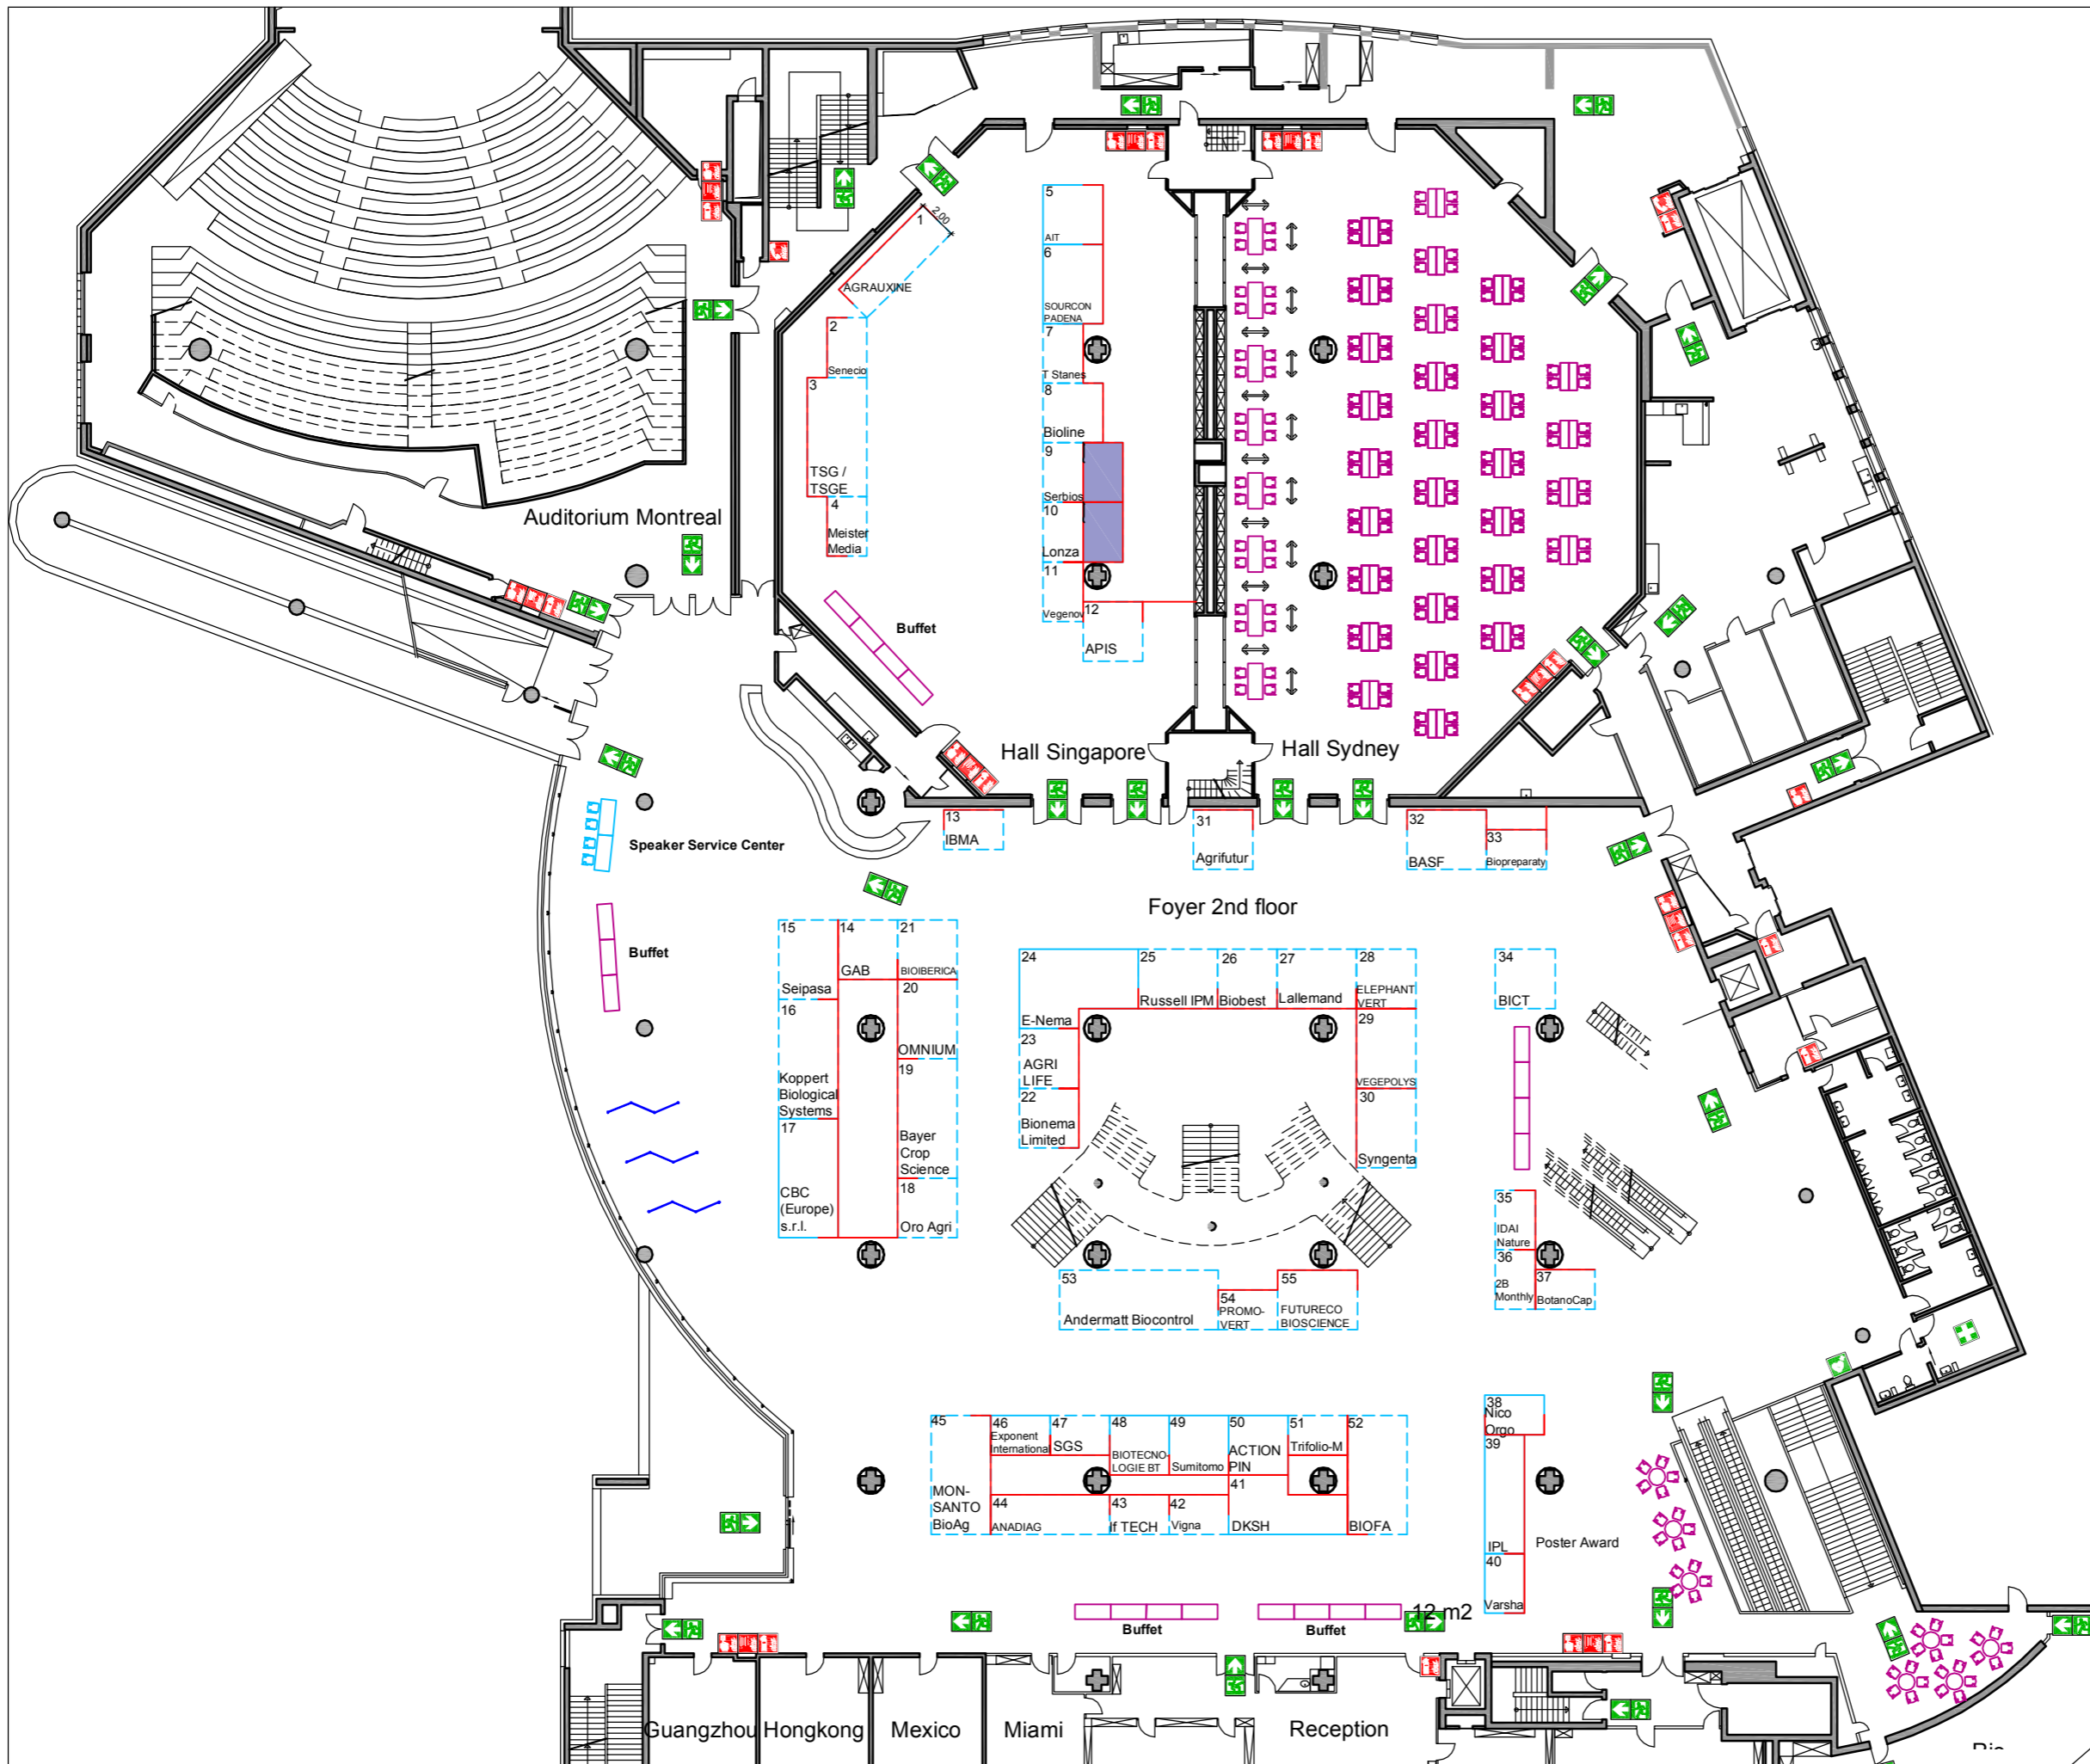 5
AIT
6
SOURCON
PADENA
7
T Stanes
8
Bioline
9
Serbios
10
Lonza
11
Vegenov
12
APIS
1
2.00
AGRAUXINE
2
Senecio
3
TSG /
TSGE
4
Meister
Media
Auditorium Montreal
Buffet
Hall Singapore
Hall Sydney
13
IBMA
31
Agrifutur
32
BASF
33
Biopreparaty
Speaker Service Center
Buffet
Foyer 2nd floor
15
Seipasa
14
GAB
21
BIOIBERICA
16
Koppert
Biological
Systems
20
OMNIUM
19
Bayer
Crop
Science
17
CBC
(Europe)
s.r.l.
18
Oro Agri
24
E-Nema
25
Russell IPM
26
Biobest
27
Lallemand
28
ELEPHANT
VERT
23
AGRI
LIFE
22
Bionema
Limited
29
VEGEPOLYS
30
Syngenta
34
BICT
35
IDAI
Nature
36
2B
Monthly
37
BotanoCap
53
Andermatt Biocontrol
54
PROMO-
VERT
55
FUTURECO
BIOSCIENCE
38
Nico
Orgo
39
IPL
40
Varsha
Poster Award
45
MON-
SANTO
BioAg
46
Exponent
International
47
SGS
48
BIOTECNO-
LOGIE BT
49
Sumitomo
50
ACTION
PIN
51
Trifolio-M
52
BIOFA
44
ANADIAG
43
If TECH
42
Vigna
41
DKSH
12 m2
Buffet
Buffet
Guangzhou
Hongkong
Mexico
Miami
Reception